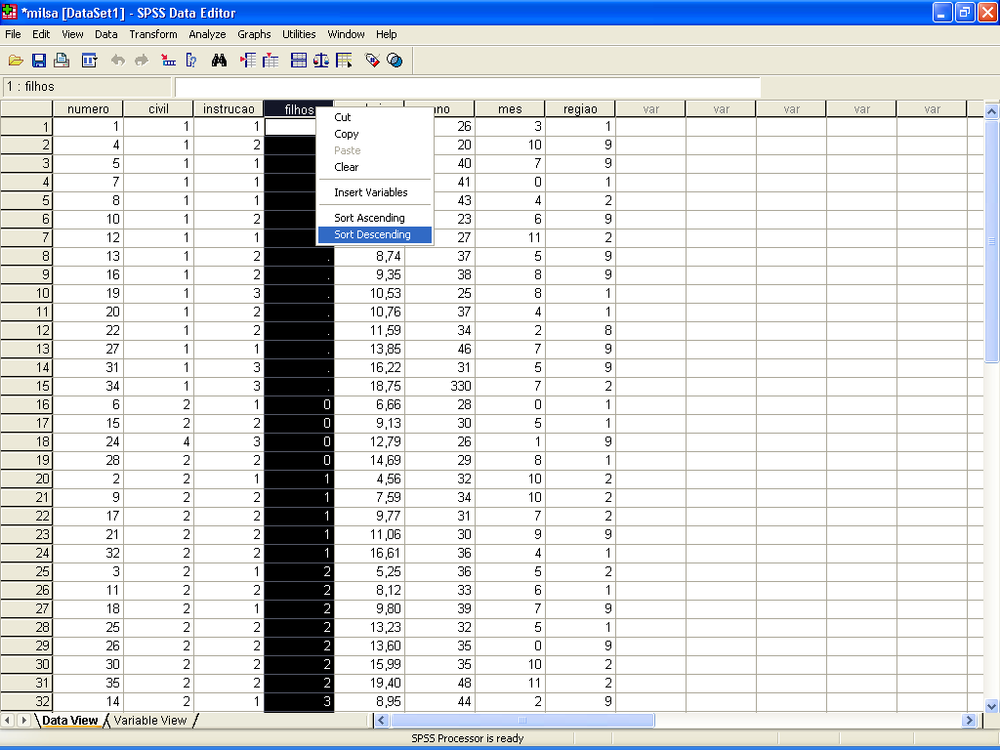 *milsa [DataSet1] - SPSS Data Editor
File Edit View Data Transform Analyze Graphs Utilities Window Help
1 : filhos
numero civil instrucao filhos ano mes regiao var var var var
1 1 1 1 26 3 1
2 4 1 2 20 10 9
3 5 1 1 40 7 9
4 7 1 1 41 0 1
5 8 1 1 43 4 2
6 10 1 2 23 6 9
7 12 1 1 27 11 2
8 13 1 2 . 8,74 37 5 9
9 16 1 2 . 9,35 38 8 9
10 19 1 3 . 10,53 25 8 1
11 20 1 2 . 10,76 37 4 1
12 22 1 2 . 11,59 34 2 8
13 27 1 1 . 13,85 46 7 9
14 31 1 3 . 16,22 31 5 9
15 34 1 3 . 18,75 330 7 2
16 6 2 1 0 6,66 28 0 1
17 15 2 2 0 9,13 30 5 1
18 24 4 3 0 12,79 26 1 9
19 28 2 2 0 14,69 29 8 1
20 2 2 1 1 4,56 32 10 2
21 9 2 2 1 7,59 34 10 2
22 17 2 2 1 9,77 31 7 2
23 21 2 2 1 11,06 30 9 9
24 32 2 2 1 16,61 36 4 1
25 3 2 1 2 5,25 36 5 2
26 11 2 2 2 8,12 33 6 1
27 18 2 1 2 9,80 39 7 9
28 25 2 2 2 13,23 32 5 1
29 26 2 2 2 13,60 35 0 9
30 30 2 2 2 15,99 35 10 2
31 35 2 2 2 19,40 48 11 2
32 14 2 1 3 8,95 44 2 9
Cut
Copy
Paste
Clear
Insert Variables
Sort Ascending
Sort Descending
Data View Variable View
SPSS Processor is ready